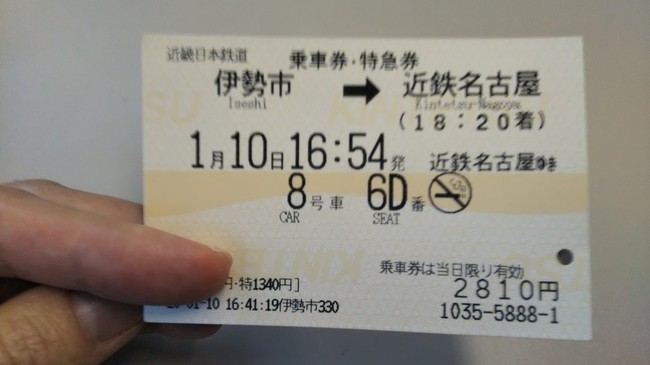 近畿日本鉄道
乗車券・特急券
伊勢市 ➡ 近鉄名古屋
Iseshi Kintetsu-Nagoya
(18:20着)
1月10日16:54発 近鉄名古屋ゆき
8号車 6D番
CAR SEAT
乗車券は当日限り有効
円・特1340円] 2810円
01-10 16:41:19伊勢市330 1035-5888-1